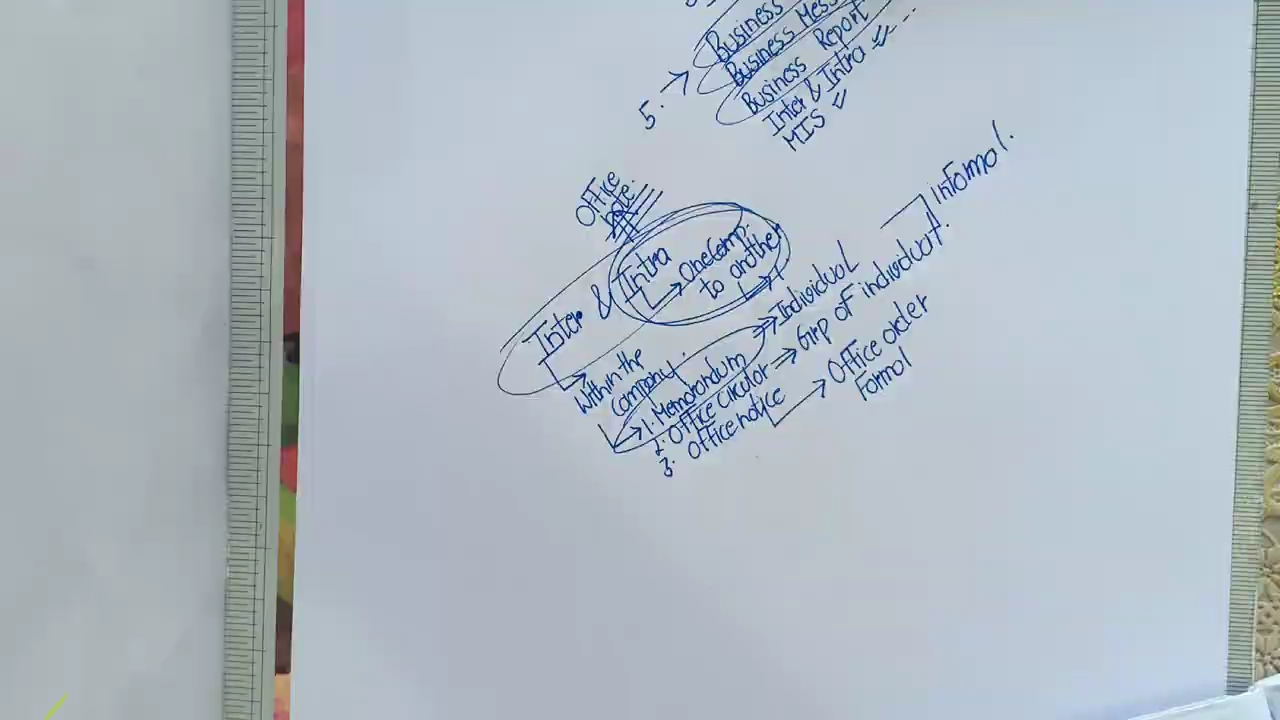 Business
Business Mess
5. → Business Report
Inter & Intra
MIS
Office
note.
Inter & Intra
→ One Comp.
to another
→ Within the
company.
→ 1. Memorandum ⇒ Individual
2. Office Circular ⇒ Grp of individual.
informal.
3. Office notice → Office order
Formal